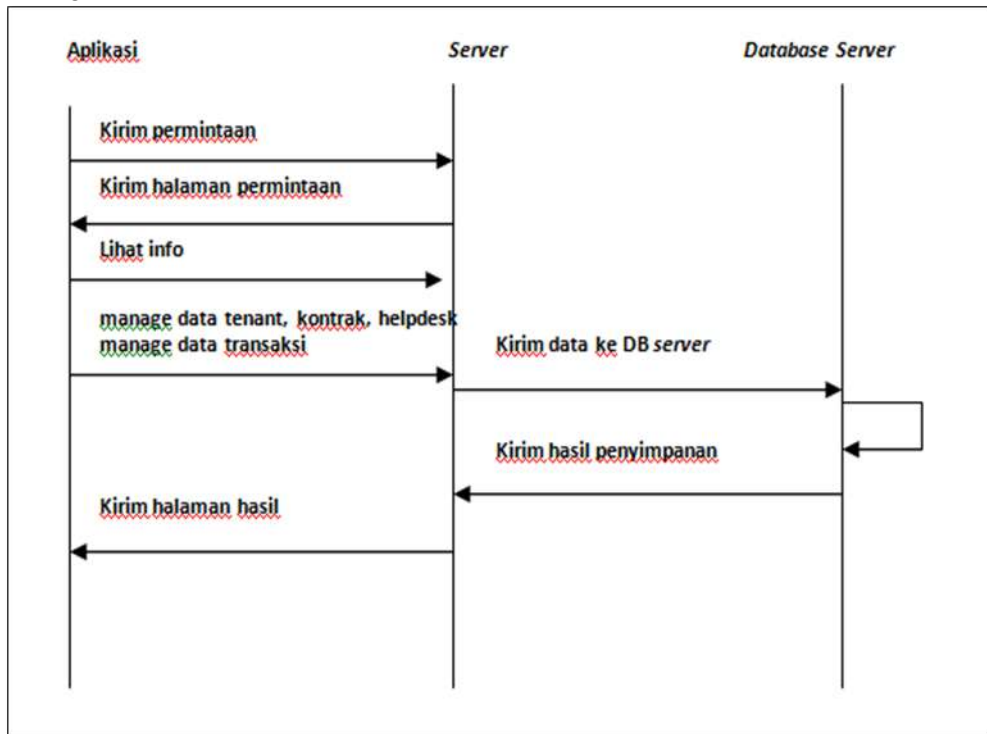 Aplikasi Server Database Server
Kirim permintaan
Kirim halaman permintaan
Lihat info
manage data tenant, kontrak, helpdesk
manage data transaksi
Kirim data ke DB server
Kirim hasil penyimpanan
Kirim halaman hasil